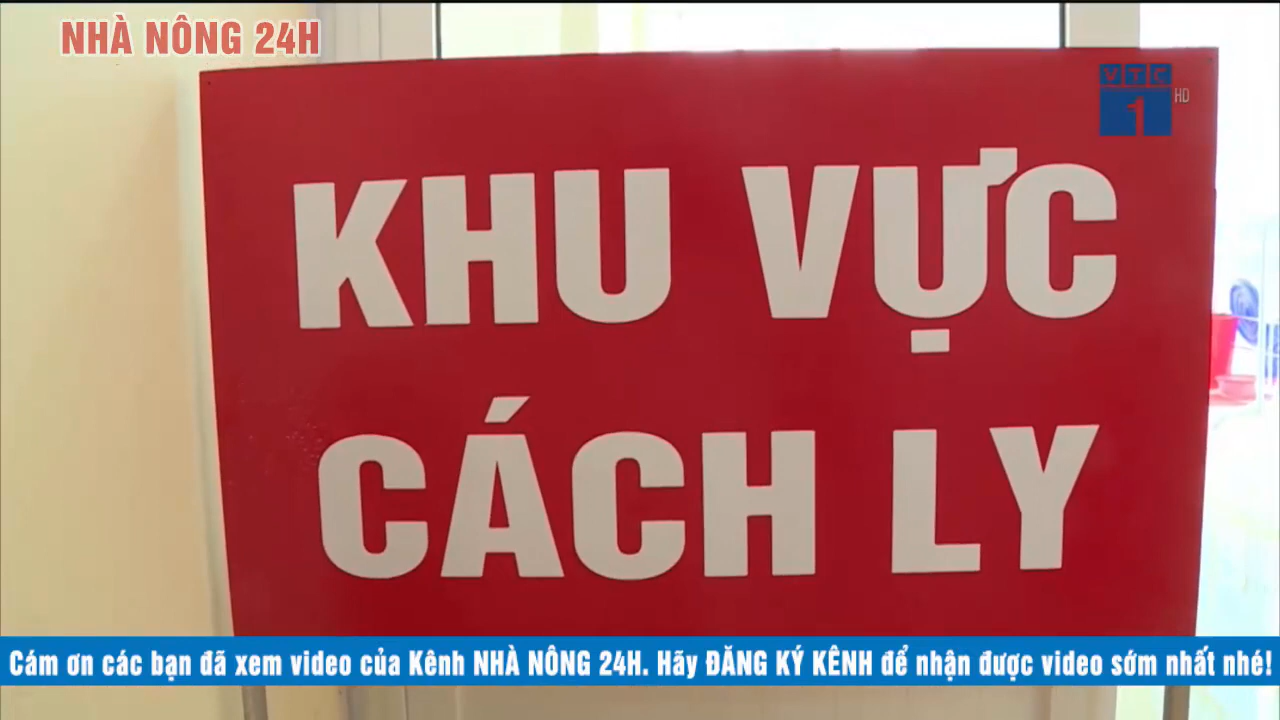 NHÀ NÔNG 24H
VTC
1 HD
KHU VỰC
CÁCH LY
Cám ơn các bạn đã xem video của Kênh NHÀ NÔNG 24H. Hãy ĐĂNG KÝ KÊNH để nhận được video sớm nhất nhé!